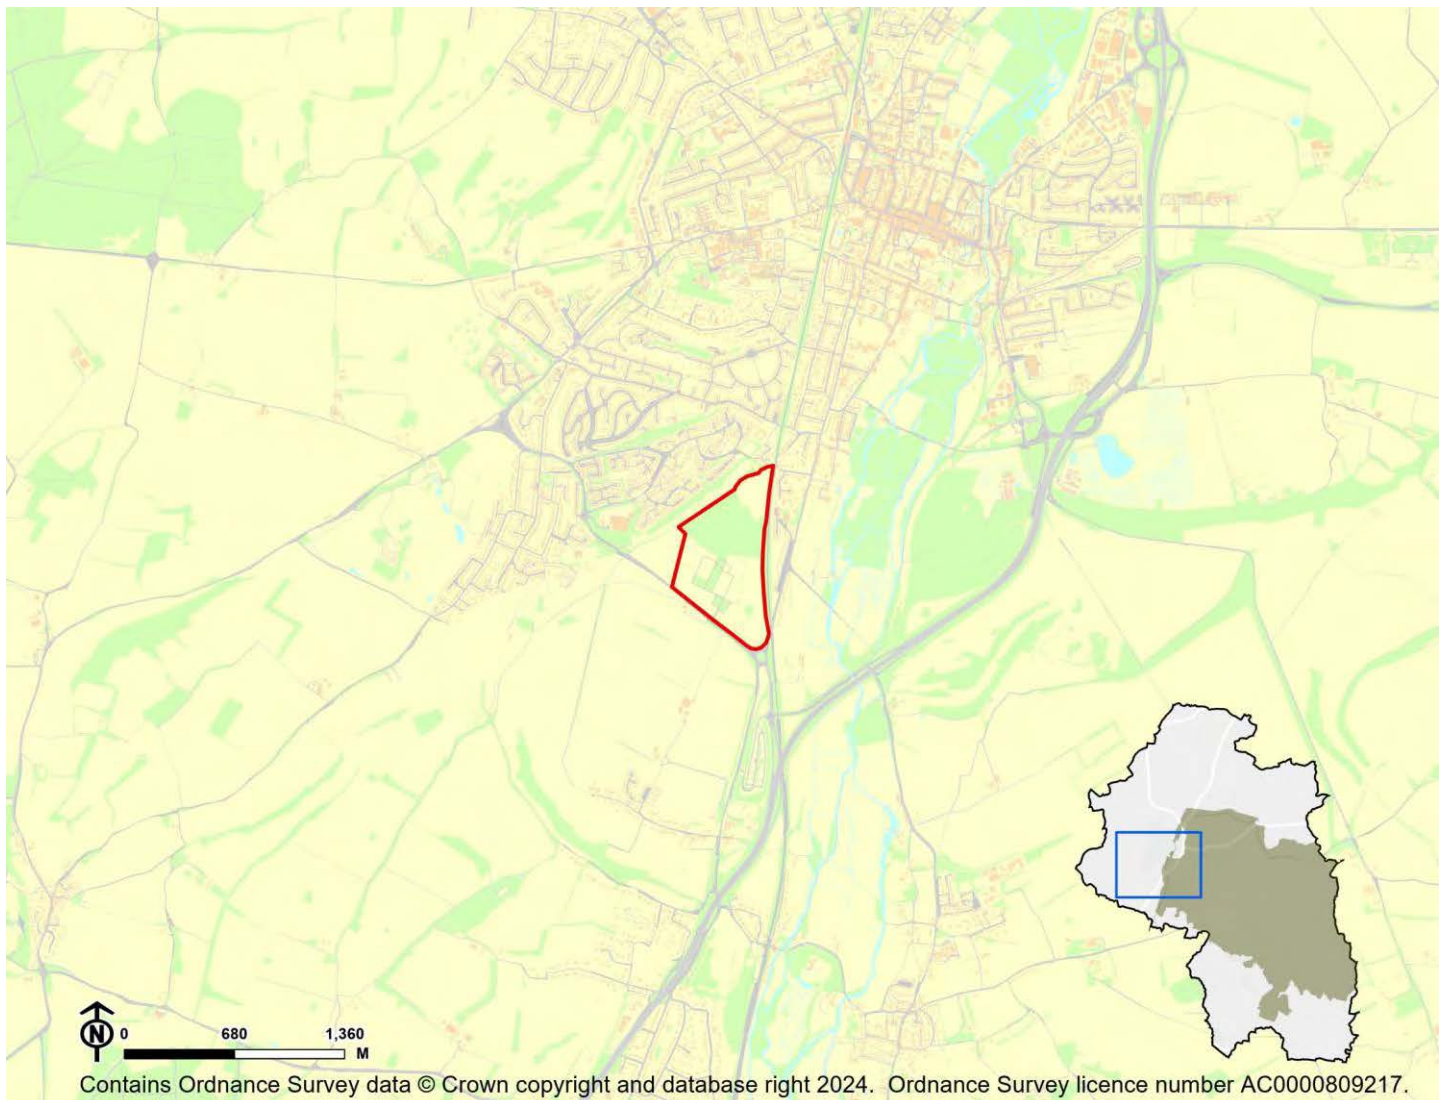 N
0 680 1,360
M
Contains Ordnance Survey data © Crown copyright and database right 2024. Ordnance Survey licence number AC0000809217.